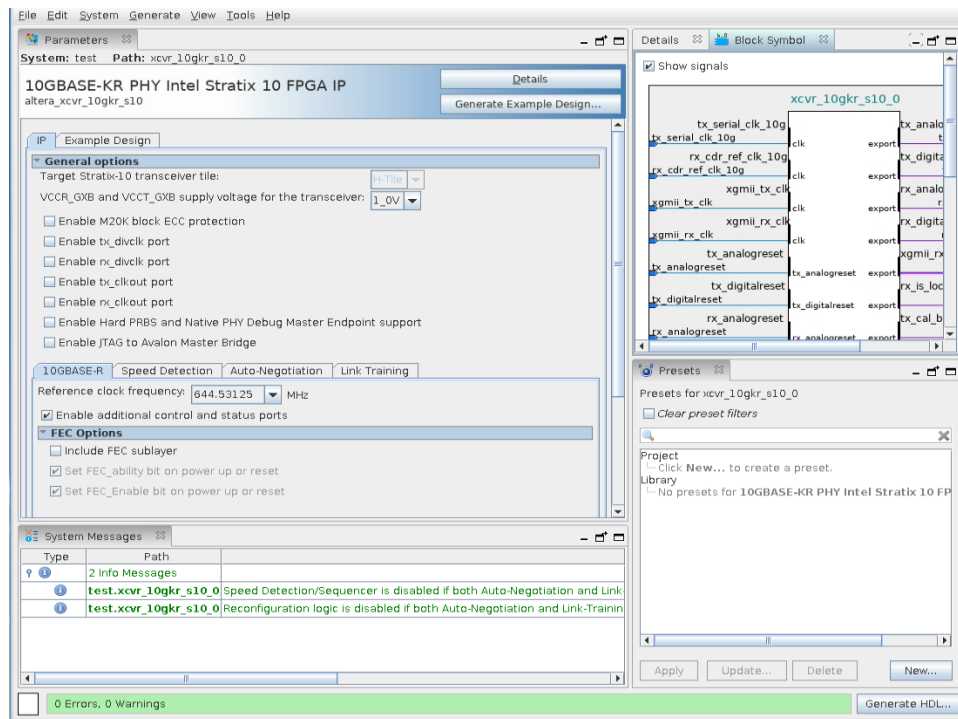 File Edit System Generate View Tools Help
Parameters
System: test Path: xcvr_10gkr_s10_0
10GBASE-KR PHY Intel Stratix 10 FPGA IP
altera_xcvr_10gkr_s10
Details
Generate Example Design...
IP Example Design
General options
Target Stratix-10 transceiver tile: H-Tile
VCCR_GXB and VCCT_GXB supply voltage for the transceiver: 1_0V
Enable M20K block ECC protection
Enable tx_divclk port
Enable rx_divclk port
Enable tx_clkout port
Enable rx_clkout port
Enable Hard PRBS and Native PHY Debug Master Endpoint support
Enable JTAG to Avalon Master Bridge
10GBASE-R Speed Detection Auto-Negotiation Link Training
Reference clock frequency: 644.53125 MHz
Enable additional control and status ports
FEC Options
Include FEC sublayer
Set FEC_ability bit on power up or reset
Set FEC_Enable bit on power up or reset
System Messages
Type Path
2 Info Messages
test.xcvr_10gkr_s10_0 Speed Detection/Sequencer is disabled if both Auto-Negotiation and Link-
test.xcvr_10gkr_s10_0 Reconfiguration logic is disabled if both Auto-Negotiation and Link-Trainin
0 Errors, 0 Warnings
Details Block Symbol
Show signals
xcvr_10gkr_s10_0
tx_serial_clk_10g tx_analo
tx_serial_clk_10g clk export t
rx_cdr_ref_clk_10g tx_digita
rx_cdr_ref_clk_10g clk export
xgmii_tx_clk rx_analo
xgmii_tx_clk clk export r
xgmii_rx_clk rx_digita
xgmii_rx_clk clk export
tx_analogreset xgmii_rx
tx_analogreset tx_analogreset export
tx_digitalreset rx_is_loc
tx_digitalreset tx_digitalreset export
rx_analogreset tx_cal_b
rx_analogreset rx_analogreset export
Presets
Presets for xcvr_10gkr_s10_0
Clear preset filters
Project
Click New... to create a preset.
Library
No presets for 10GBASE-KR PHY Intel Stratix 10 FP
Apply Update... Delete New...
Generate HDL...